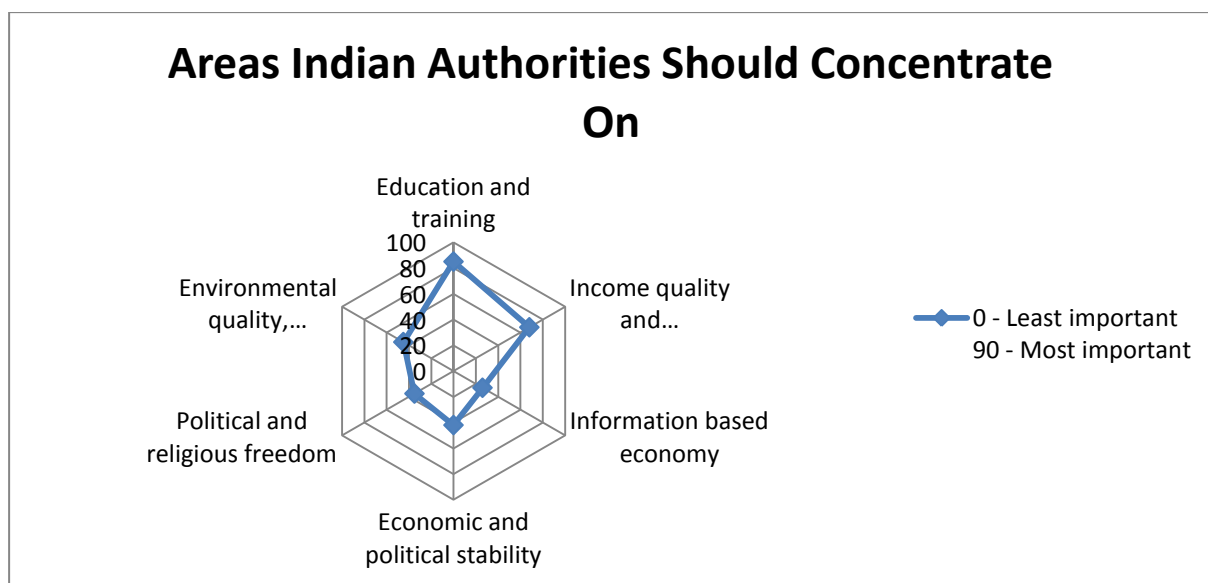 Areas Indian Authorities Should Concentrate
On
Education and
training
100
80
60
40
20
0
Environmental
quality,...
Income quality
and...
Political and
religious freedom
Information based
economy
Economic and
political stability
0 - Least important
90 - Most important